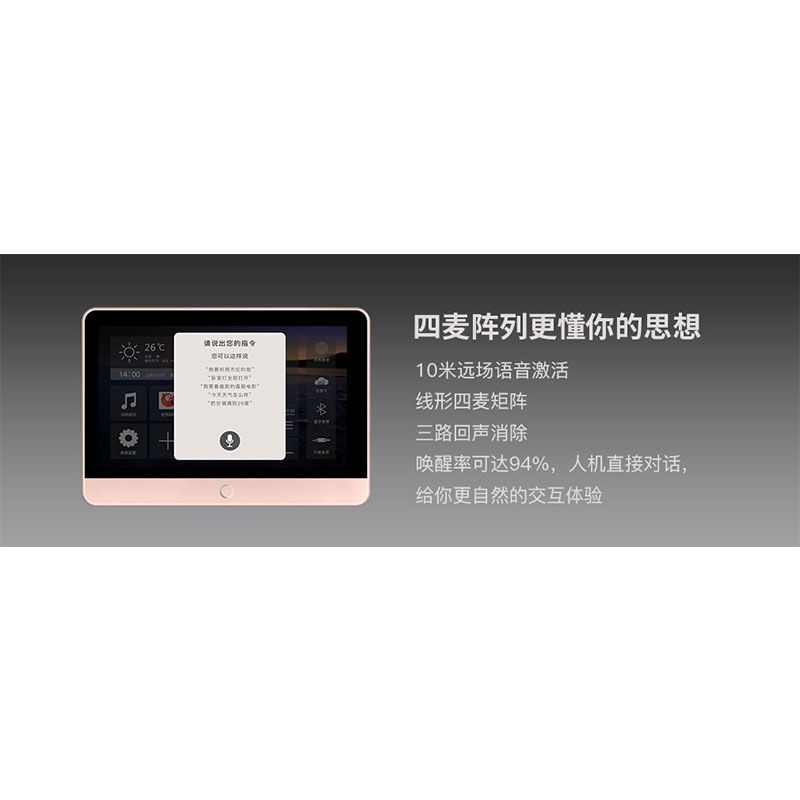 四麦阵列更懂你的思想
10米远场语音激活
线形四麦矩阵
三路回声消除
唤醒率可达94%，人机直接对话，
给你更自然的交互体验
请说出您的指令
您可以这样说
"我要听周杰伦的歌"
"卧室灯全部打开"
"我要看最新的喜剧电影"
"今天天气怎么样"
"把空调调到26度"
26℃
14:00